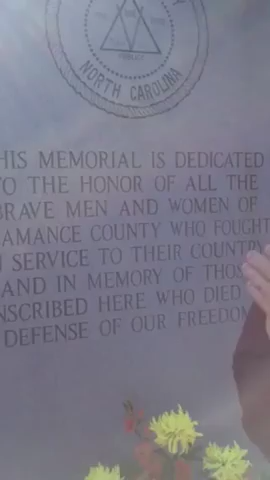 NORTH CAROLINA
HIS MEMORIAL IS DEDICATED
TO THE HONOR OF ALL THE
BRAVE MEN AND WOMEN OF
LAMANCE COUNTY WHO FOUGHT
N SERVICE TO THEIR COUNTRY
AND IN MEMORY OF THOS
NSCRIBED HERE WHO DIED
DEFENSE OF OUR FREEDOM